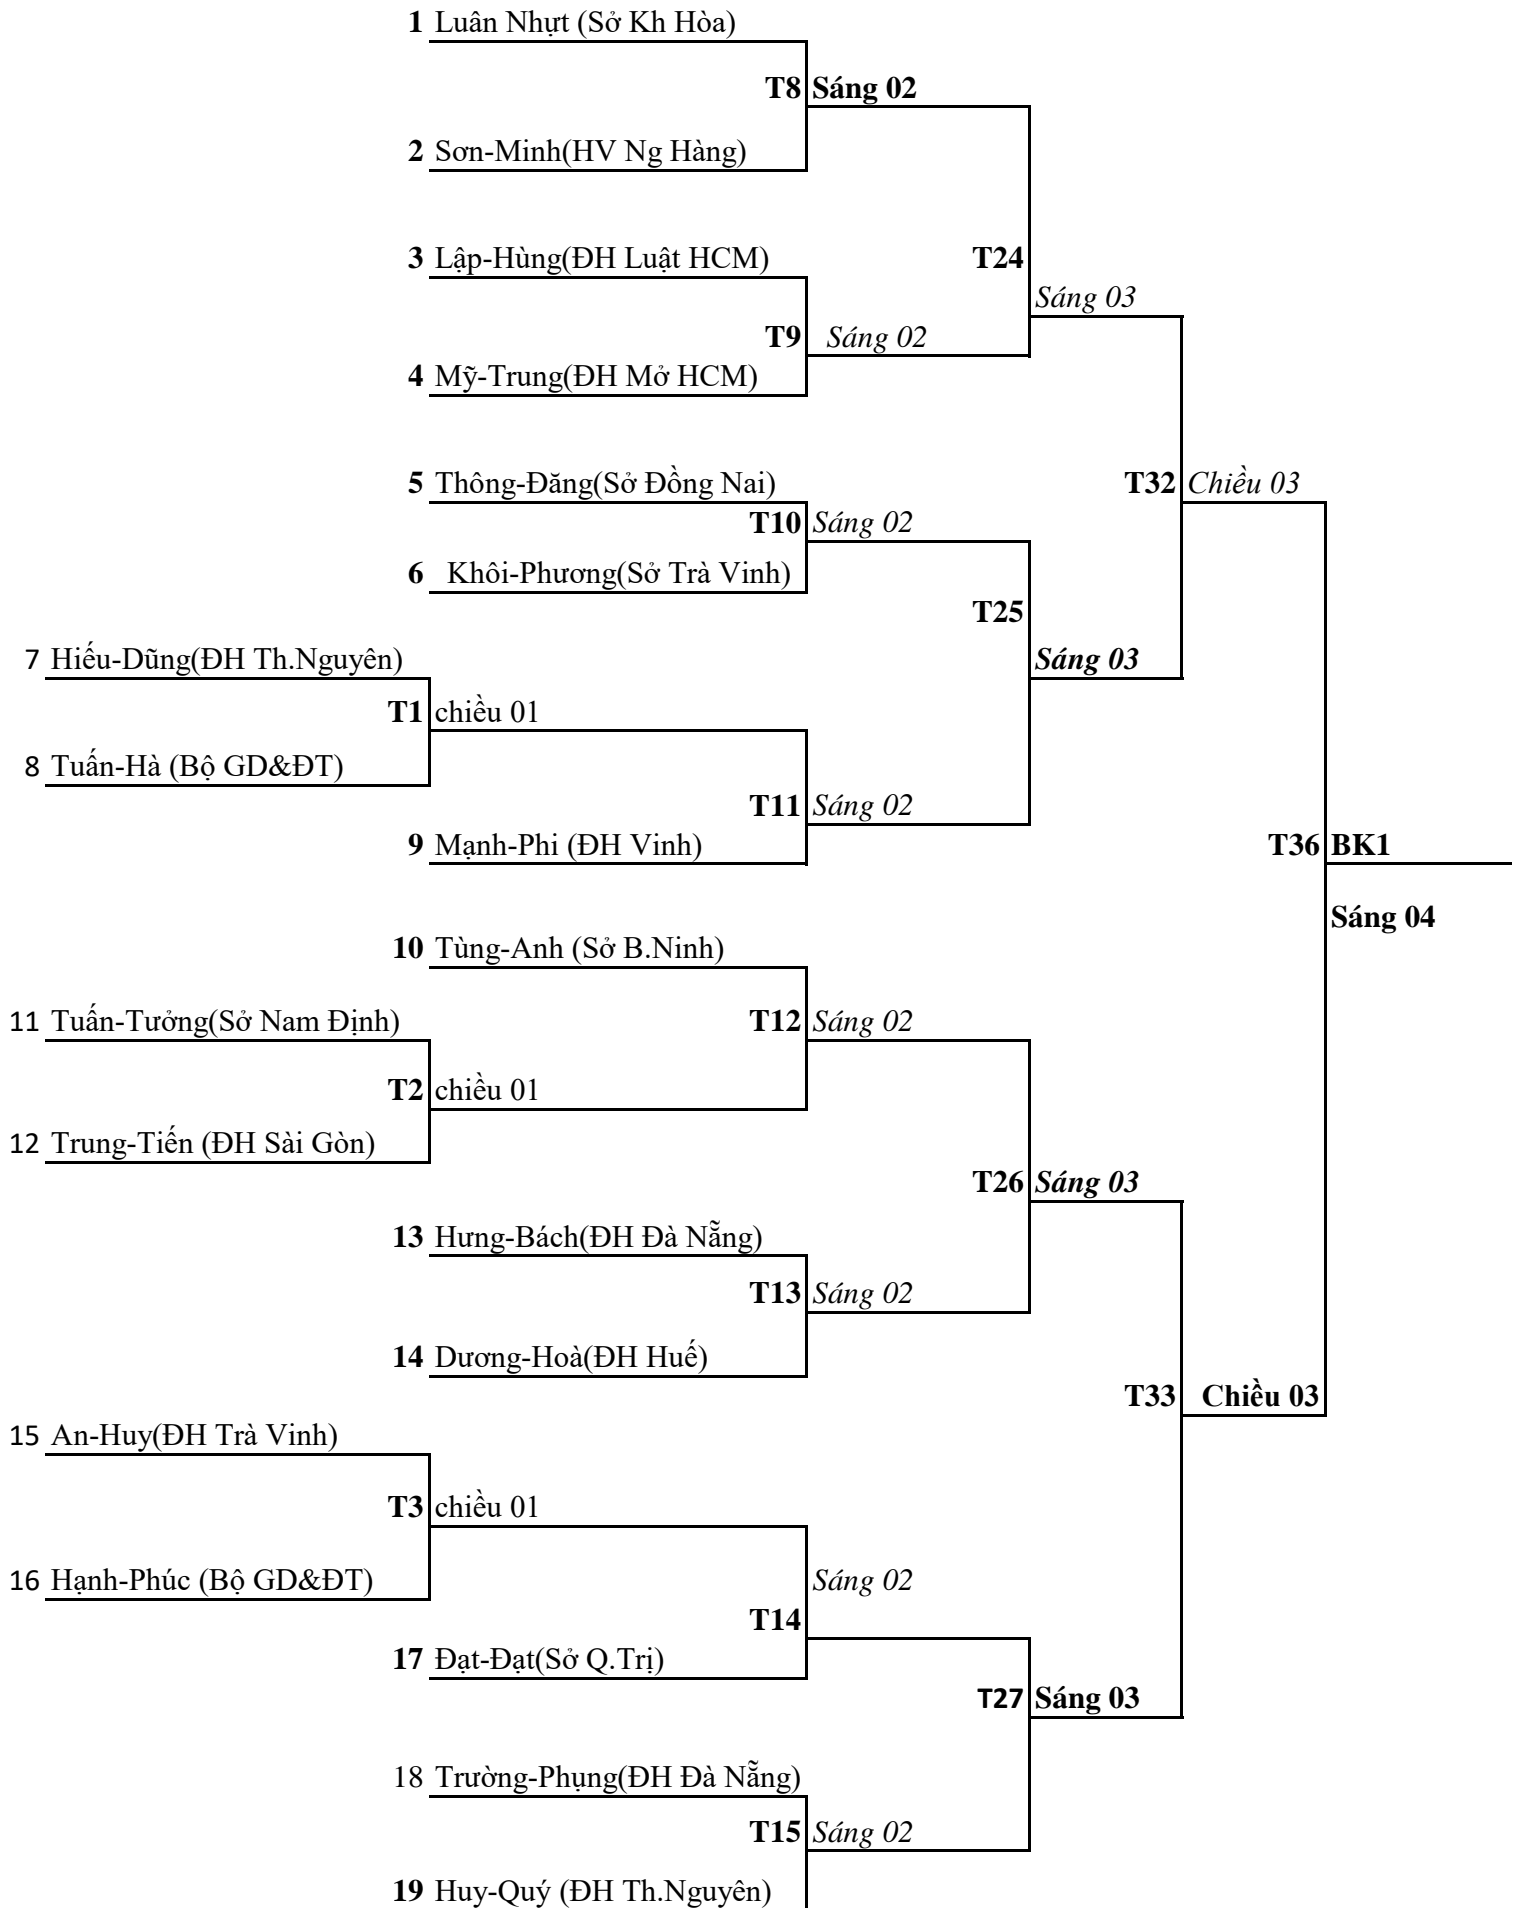 1 Luân Nhựt (Sở Kh Hòa)
T8 Sáng 02
2 Sơn-Minh(HV Ng Hàng)
3 Lập-Hùng(ĐH Luật HCM)
T24
Sáng 03
T9 Sáng 02
4 Mỹ-Trung(ĐH Mở HCM)
5 Thông-Đăng(Sở Đồng Nai)
T32 Chiều 03
T10 Sáng 02
6 Khôi-Phương(Sở Trà Vinh)
T25
7 Hiếu-Dũng(ĐH Th.Nguyên)
Sáng 03
T1 chiều 01
8 Tuấn-Hà (Bộ GD&ĐT)
T11 Sáng 02
9 Mạnh-Phi (ĐH Vinh)
T36 BK1
Sáng 04
10 Tùng-Anh (Sở B.Ninh)
11 Tuấn-Tưởng(Sở Nam Định)
T12 Sáng 02
T2 chiều 01
12 Trung-Tiến (ĐH Sài Gòn)
T26 Sáng 03
13 Hưng-Bách(ĐH Đà Nẵng)
T13 Sáng 02
14 Dương-Hoà(ĐH Huế)
T33 Chiều 03
15 An-Huy(ĐH Trà Vinh)
T3 chiều 01
16 Hạnh-Phúc (Bộ GD&ĐT)
Sáng 02
T14
17 Đạt-Đạt(Sở Q.Trị)
T27 Sáng 03
18 Trường-Phụng(ĐH Đà Nẵng)
T15 Sáng 02
19 Huy-Quý (ĐH Th.Nguyên)